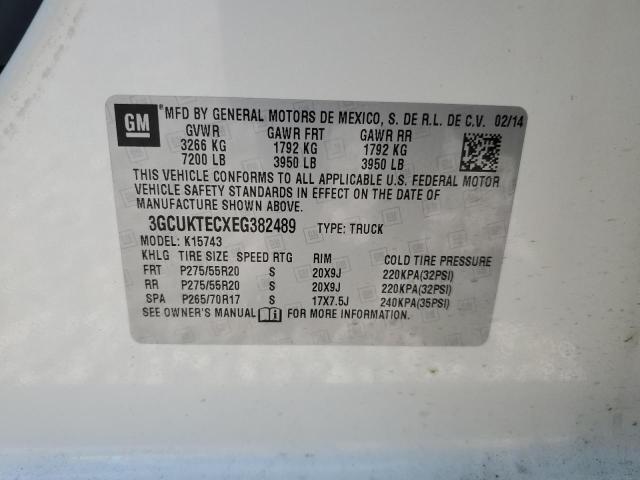 GM
® MFD BY GENERAL MOTORS DE MEXICO, S. DE R.L. DE C.V. 02/14
GVWR GAWR FRT GAWR RR
3266 KG 1792 KG 1792 KG
7200 LB 3950 LB 3950 LB
THIS VEHICLE CONFORMS TO ALL APPLICABLE U.S. FEDERAL MOTOR
VEHICLE SAFETY STANDARDS IN EFFECT ON THE DATE OF
MANUFACTURE SHOWN ABOVE.
3GCUKTECXEG382489 TYPE: TRUCK
MODEL: K15743
KHLG TIRE SIZE SPEED RTG RIM COLD TIRE PRESSURE
FRT P275/55R20 S 20X9J 220KPA(32PSI)
RR P275/55R20 S 20X9J 220KPA(32PSI)
SPA P265/70R17 S 17X7.5J 240KPA(35PSI)
SEE OWNER'S MANUAL i FOR MORE INFORMATION.